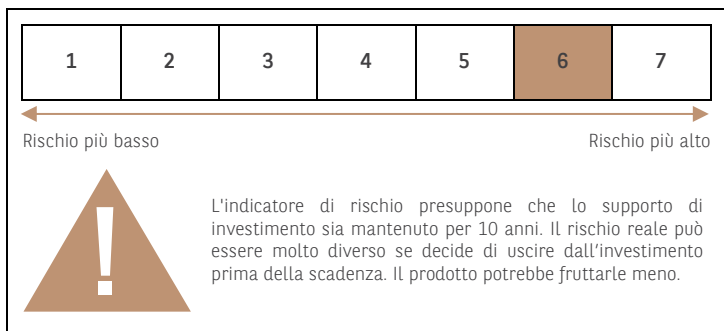 1 2 3 4 5 6 7
Rischio più basso Rischio più alto
!
L'indicatore di rischio presuppone che lo supporto di
investimento sia mantenuto per 10 anni. Il rischio reale può
essere molto diverso se decide di uscire dall’investimento
prima della scadenza. Il prodotto potrebbe fruttarle meno.